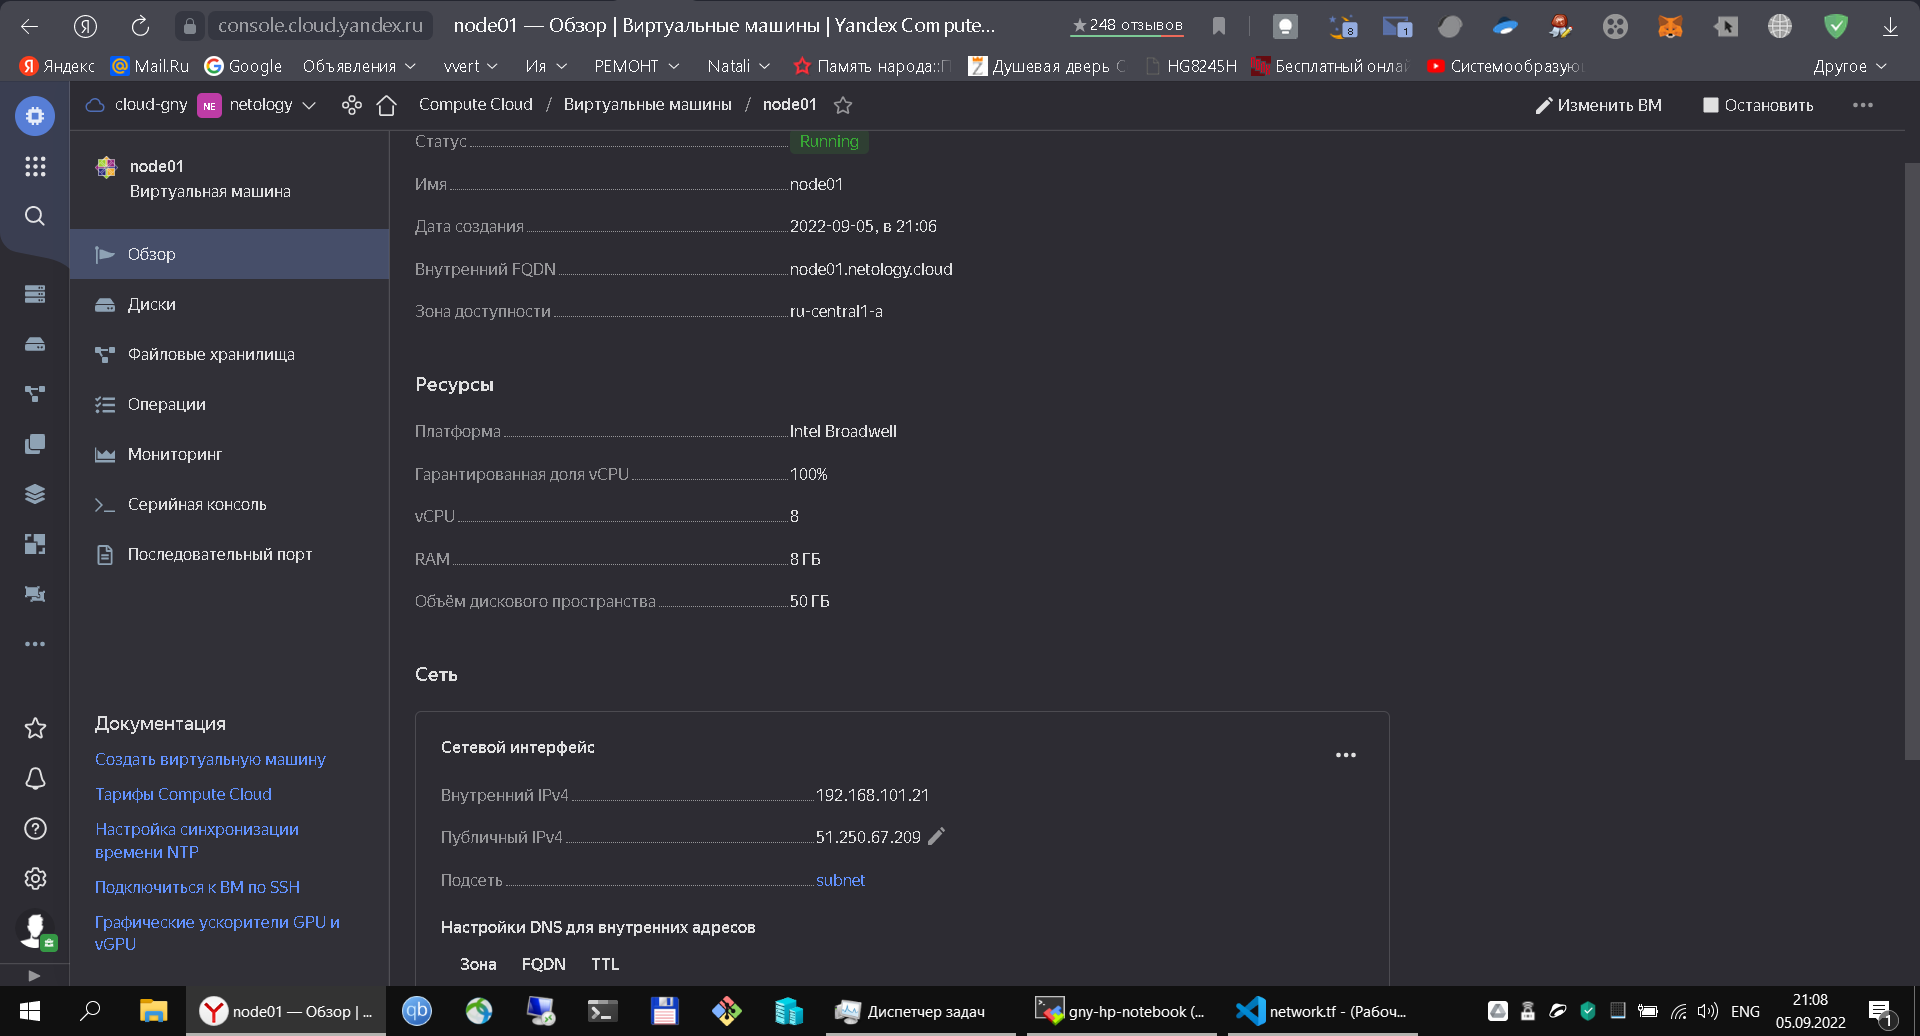 console.cloud.yandex.ru node01 — Обзор | Виртуальные машины | Yandex Compute... ★248 отзывов 8 1
Яндекс Mail.Ru Google Объявления vvert Ия РЕМОНТ Natali Память народа::П Душевая дверь С HG8245H Бесплатный онлай Системообразую Другое
cloud-gny NE netology Compute Cloud / Виртуальные машины / node01 Изменить ВМ Остановить
node01
Виртуальная машина
Обзор
Диски
Файловые хранилища
Операции
Мониторинг
Серийная консоль
Последовательный порт
Документация
Создать виртуальную машину
Тарифы Compute Cloud
Настройка синхронизации
времени NTP
Подключиться к ВМ по SSH
Графические ускорители GPU и
vGPU
Статус Running
Имя node01
Дата создания 2022-09-05, в 21:06
Внутренний FQDN node01.netology.cloud
Зона доступности ru-central1-a
Ресурсы
Платформа Intel Broadwell
Гарантированная доля vCPU 100%
vCPU 8
RAM 8 ГБ
Объём дискового пространства 50 ГБ
Сеть
Сетевой интерфейс
Внутренний IPv4 192.168.101.21
Публичный IPv4 51.250.67.209
Подсеть subnet
Настройки DNS для внутренних адресов
Зона FQDN TTL
node01 — Обзор | ... qb Диспетчер задач gny-hp-notebook (... network.tf - (Рабоч... ENG 21:08
05.09.2022 1